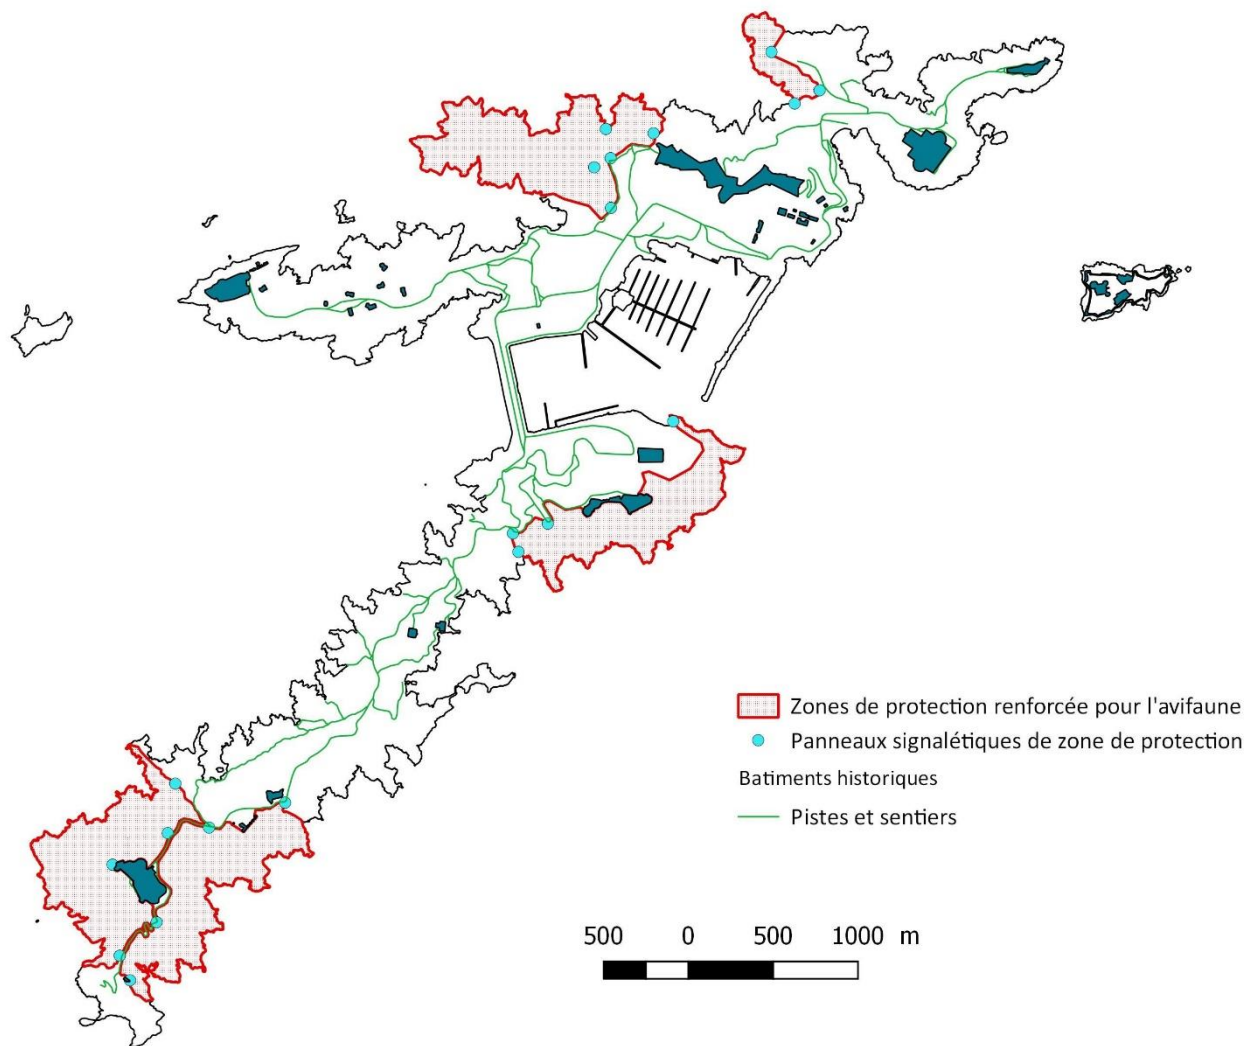 Zones de protection renforcée pour l'avifaune
Panneaux signalétiques de zone de protection
Batiments historiques
Pistes et sentiers
500 0 500 1000 m